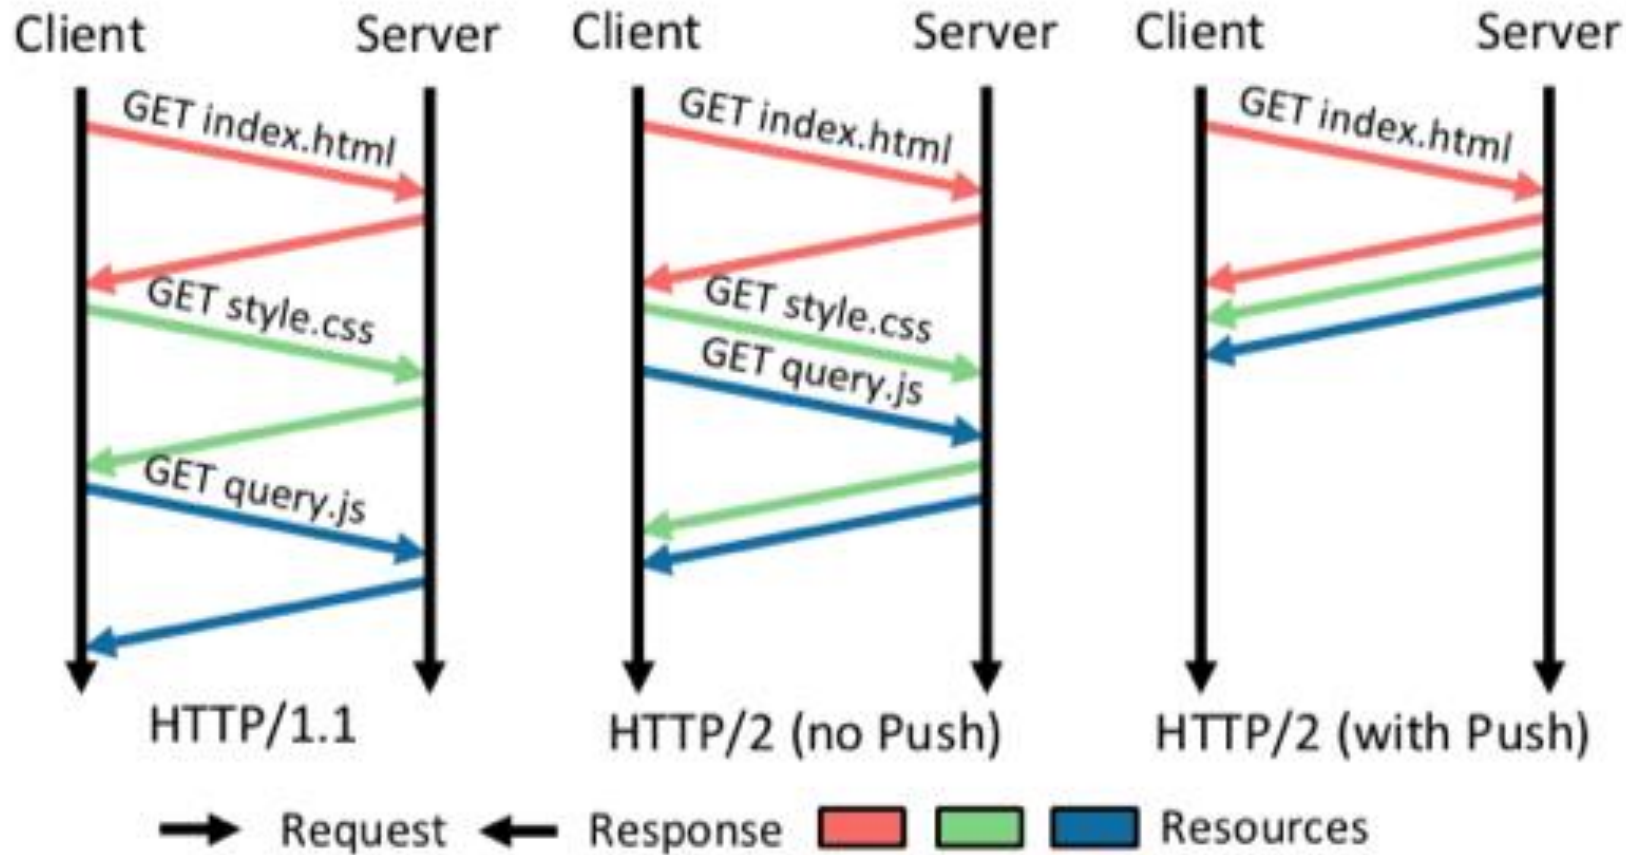 Client Server Client Server Client Server
GET index.html GET index.html GET index.html
GET style.css GET style.css
GET query.js
GET query.js
HTTP/1.1 HTTP/2 (no Push) HTTP/2 (with Push)
Request Response Resources